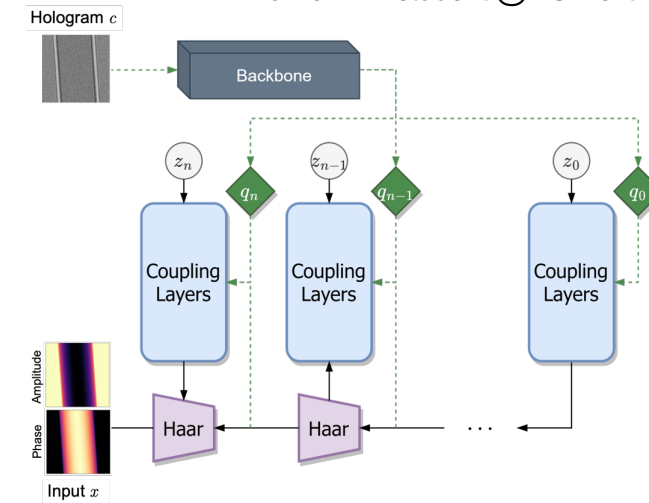 Hologram c
Backbone
z_n
z_{n-1}
z_0
q_n
q_{n-1}
q_0
Coupling
Layers
Coupling
Layers
Coupling
Layers
Amplitude
Phase
Haar
Haar
...
Input x